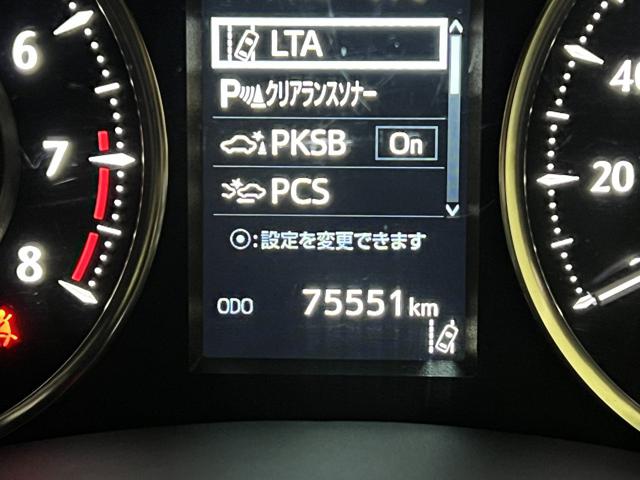 6
7
8
LTA
P クリアランスソナー
PKSB On
PCS
⦿:設定を変更できます
ODO 75551km
40
20